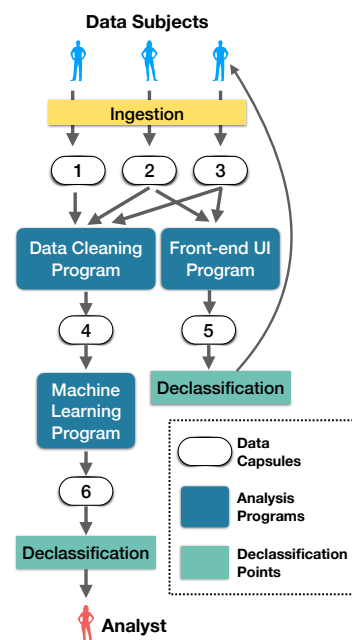 Data Subjects
Ingestion
1
2
3
Data Cleaning
Program
Front-end UI
Program
4
5
Machine
Learning
Program
Declassification
6
Declassification
Analyst
Data
Capsules
Analysis
Programs
Declassification
Points